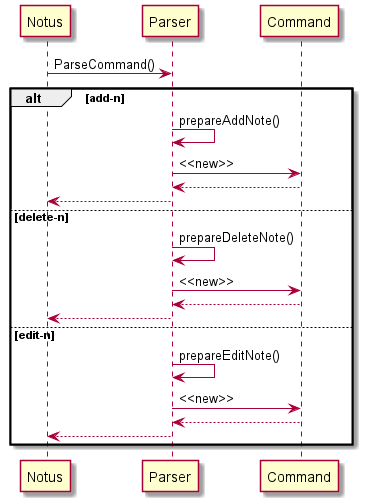 Notus Parser Command
ParseCommand()
alt [add-n]
prepareAddNote()
<<new>>
[delete-n]
prepareDeleteNote()
<<new>>
[edit-n]
prepareEditNote()
<<new>>
Notus Parser Command